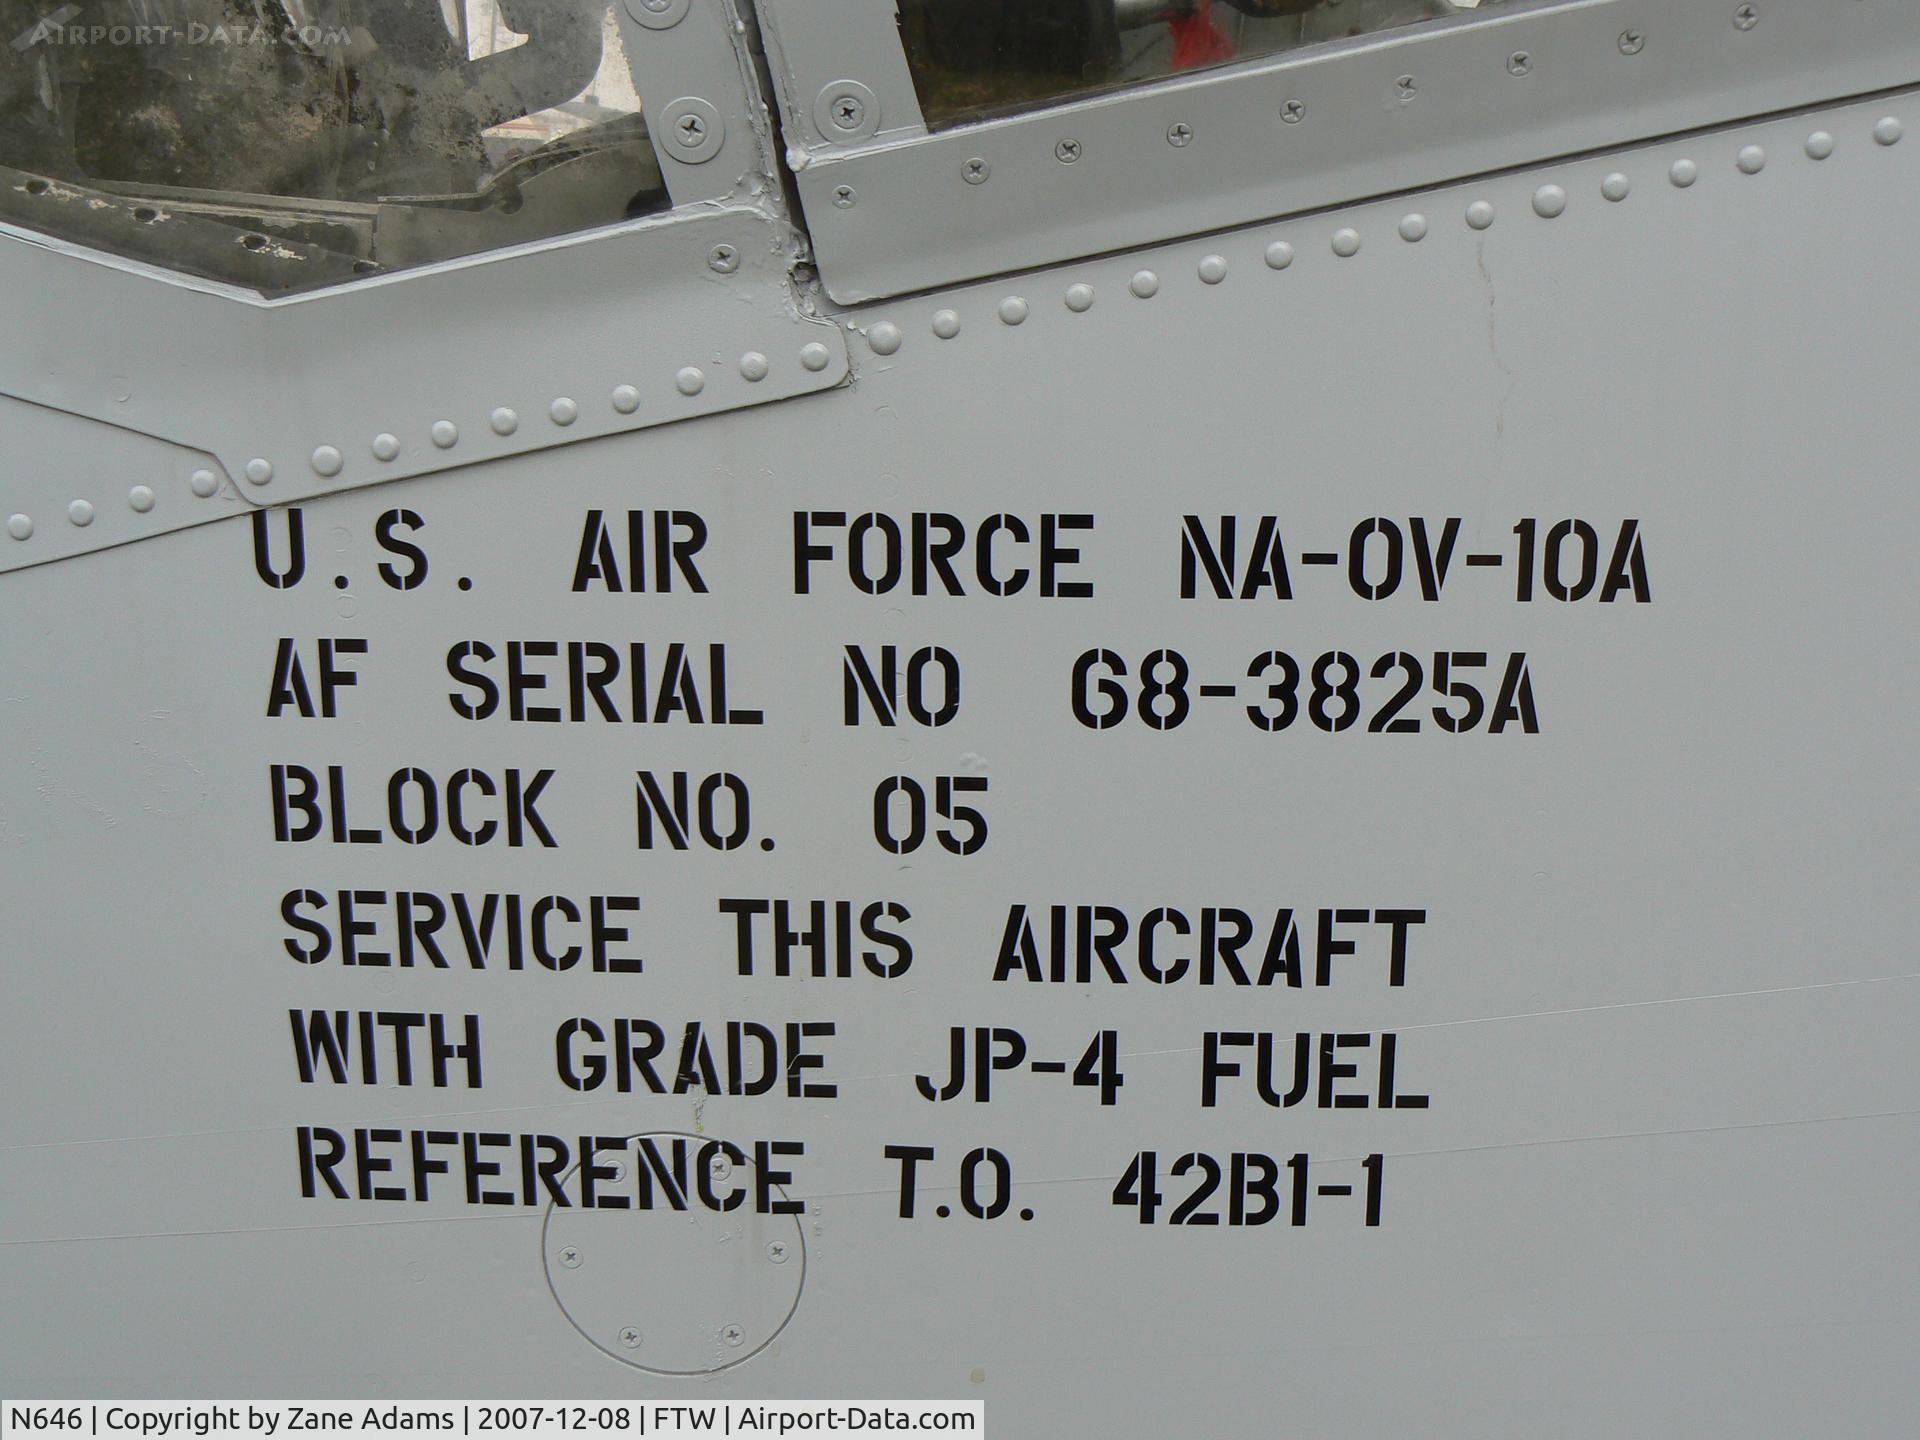 Airport-Data.com
U.S. AIR FORCE NA-OV-10A
AF SERIAL NO 68-3825A
BLOCK NO. 05
SERVICE THIS AIRCRAFT
WITH GRADE JP-4 FUEL
REFERENCE T.O. 42B1-1
N646 | Copyright by Zane Adams | 2007-12-08 | FTW | Airport-Data.com